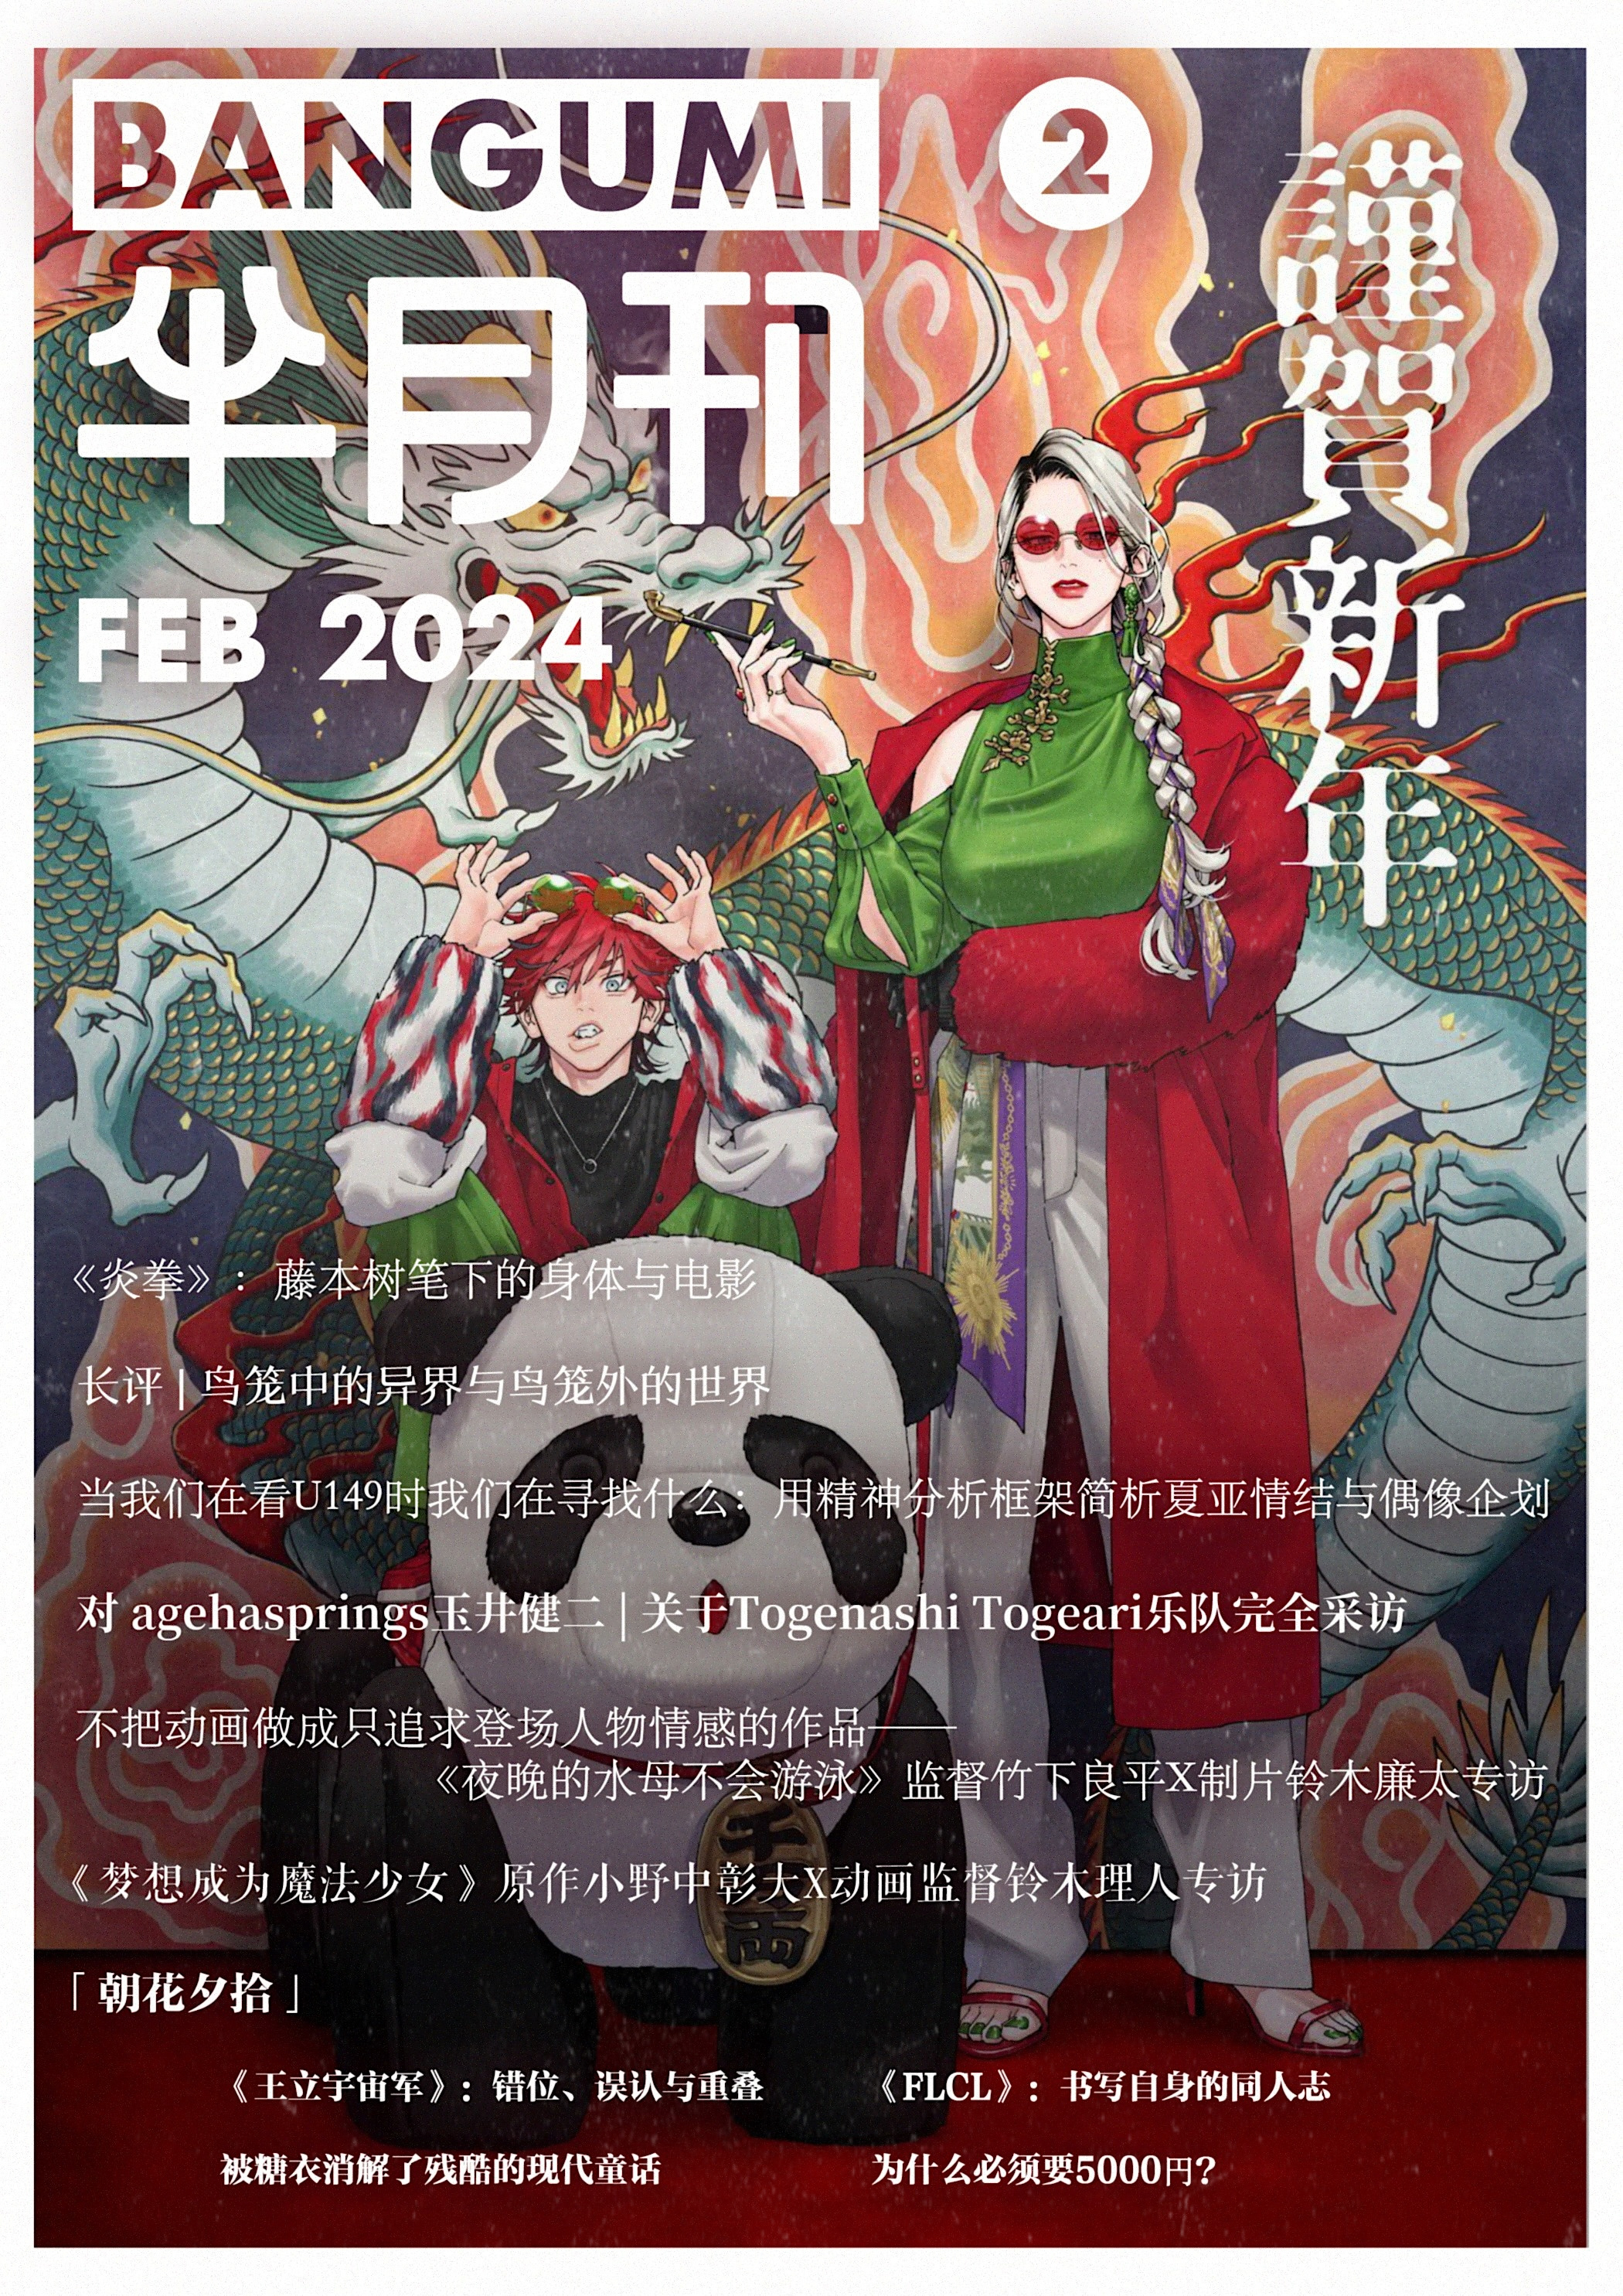 BANGUMI
2
半月刊
FEB 2024
謹賀新年
《炎拳》：藤本树笔下的身体与电影
长评 | 鸟笼中的异界与鸟笼外的世界
当我们在看U149时我们在寻找什么：用精神分析框架简析夏亚情结与偶像企划
对 agehasprings玉井健二 | 关于Togenashi Togeari乐队完全采访
不把动画做成只追求登场人物情感的作品——
《夜晚的水母不会游泳》监督竹下良平X制片铃木廉太专访
《梦想成为魔法少女》原作小野中彰大X动画监督铃木理人专访
千両
「朝花夕拾」
《王立宇宙军》：错位、误认与重叠
《FLCL》：书写自身的同人志
被糖衣消解了残酷的现代童话
为什么必须要5000円?